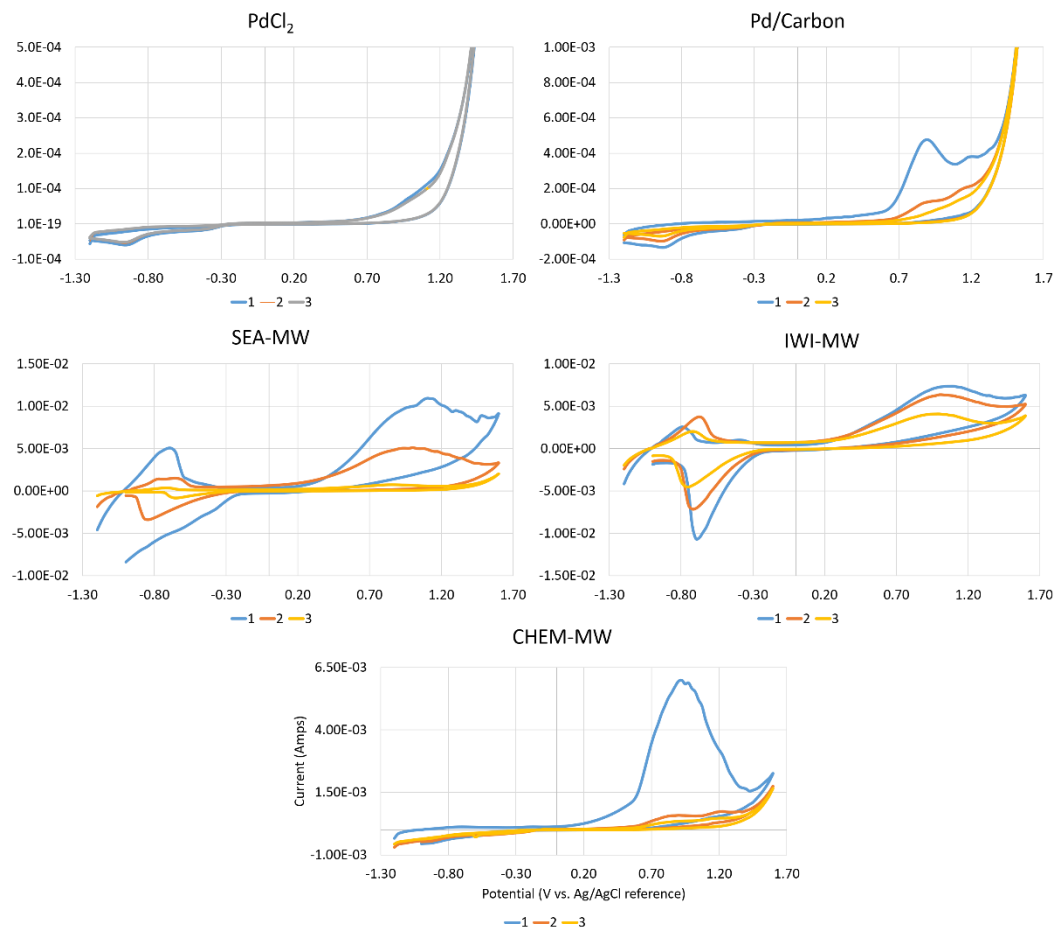 PdCl2
5.0E-04
4.0E-04
3.0E-04
2.0E-04
1.0E-04
1.0E-19
-1.0E-04
-1.30 -0.80 -0.30 0.20 0.70 1.20 1.70
1 2 3
Pd/Carbon
1.00E-03
8.00E-04
6.00E-04
4.00E-04
2.00E-04
0.00E+00
-2.00E-04
-1.3 -0.8 -0.3 0.2 0.7 1.2 1.7
1 2 3
SEA-MW
1.50E-02
1.00E-02
5.00E-03
0.00E+00
-5.00E-03
-1.00E-02
-1.30 -0.80 -0.30 0.20 0.70 1.20 1.70
1 2 3
IWI-MW
1.00E-02
5.00E-03
0.00E+00
-5.00E-03
-1.00E-02
-1.50E-02
-1.30 -0.80 -0.30 0.20 0.70 1.20 1.70
1 2 3
CHEM-MW
6.50E-03
4.00E-03
1.50E-03
-1.00E-03
Current (Amps)
-1.30 -0.80 -0.30 0.20 0.70 1.20 1.70
Potential (V vs. Ag/AgCl reference)
1 2 3